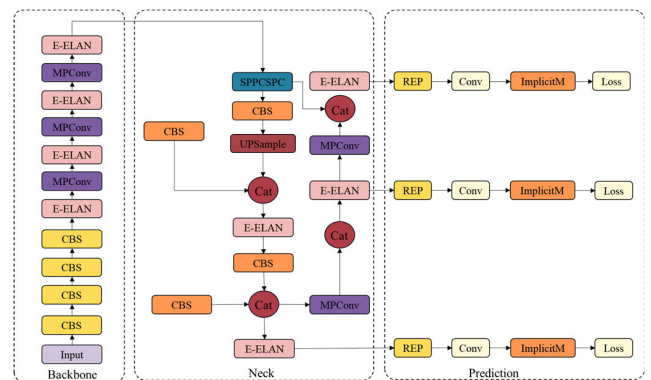 E-ELAN
MPConv
E-ELAN
MPConv
E-ELAN
MPConv
E-ELAN
CBS
CBS
CBS
CBS
Input
Backbone
SPPCSPC
CBS
UPSample
CBS
Cat
E-ELAN
CBS
CBS
Cat
E-ELAN
MPConv
Cat
E-ELAN
MPConv
Cat
E-ELAN
Neck
REP Conv ImplicitM Loss
REP Conv ImplicitM Loss
REP Conv ImplicitM Loss
Prediction